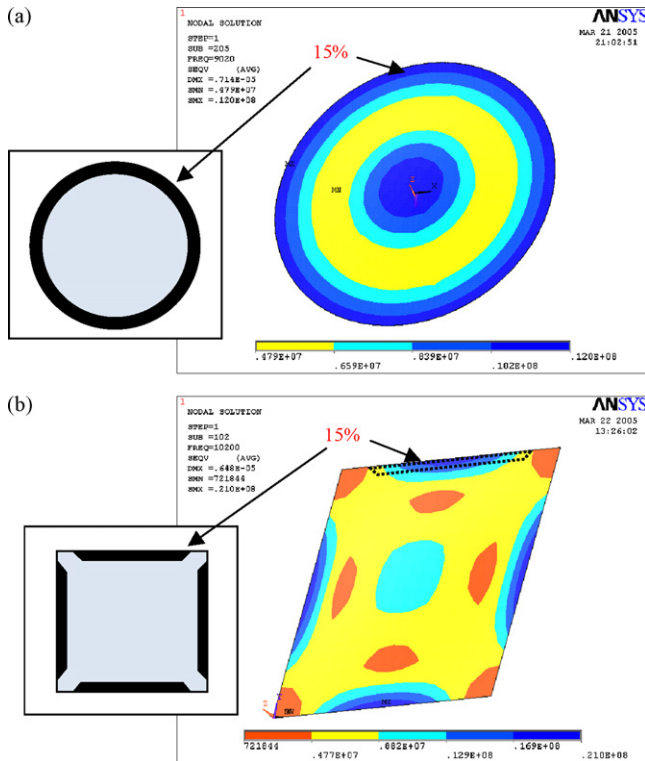 (a)
1
NODAL SOLUTION
STEP=1
SUB =205
FREQ=9020
SEQV (AVG)
DMX =.714E-05
SMN =.479E+07
SMX =.120E+08
15%
ANSYS
MAR 21 2005
21:02:51
MX
MN
Z
X
.479E+07
.659E+07
.839E+07
.102E+08
.120E+08
(b)
1
NODAL SOLUTION
STEP=1
SUB =102
FREQ=10200
SEQV (AVG)
DMX =.648E-05
SMN =721844
SMX =.210E+08
15%
ANSYS
MAR 22 2005
13:26:02
MX
MN
721844
.477E+07
.882E+07
.129E+08
.169E+08
.210E+08